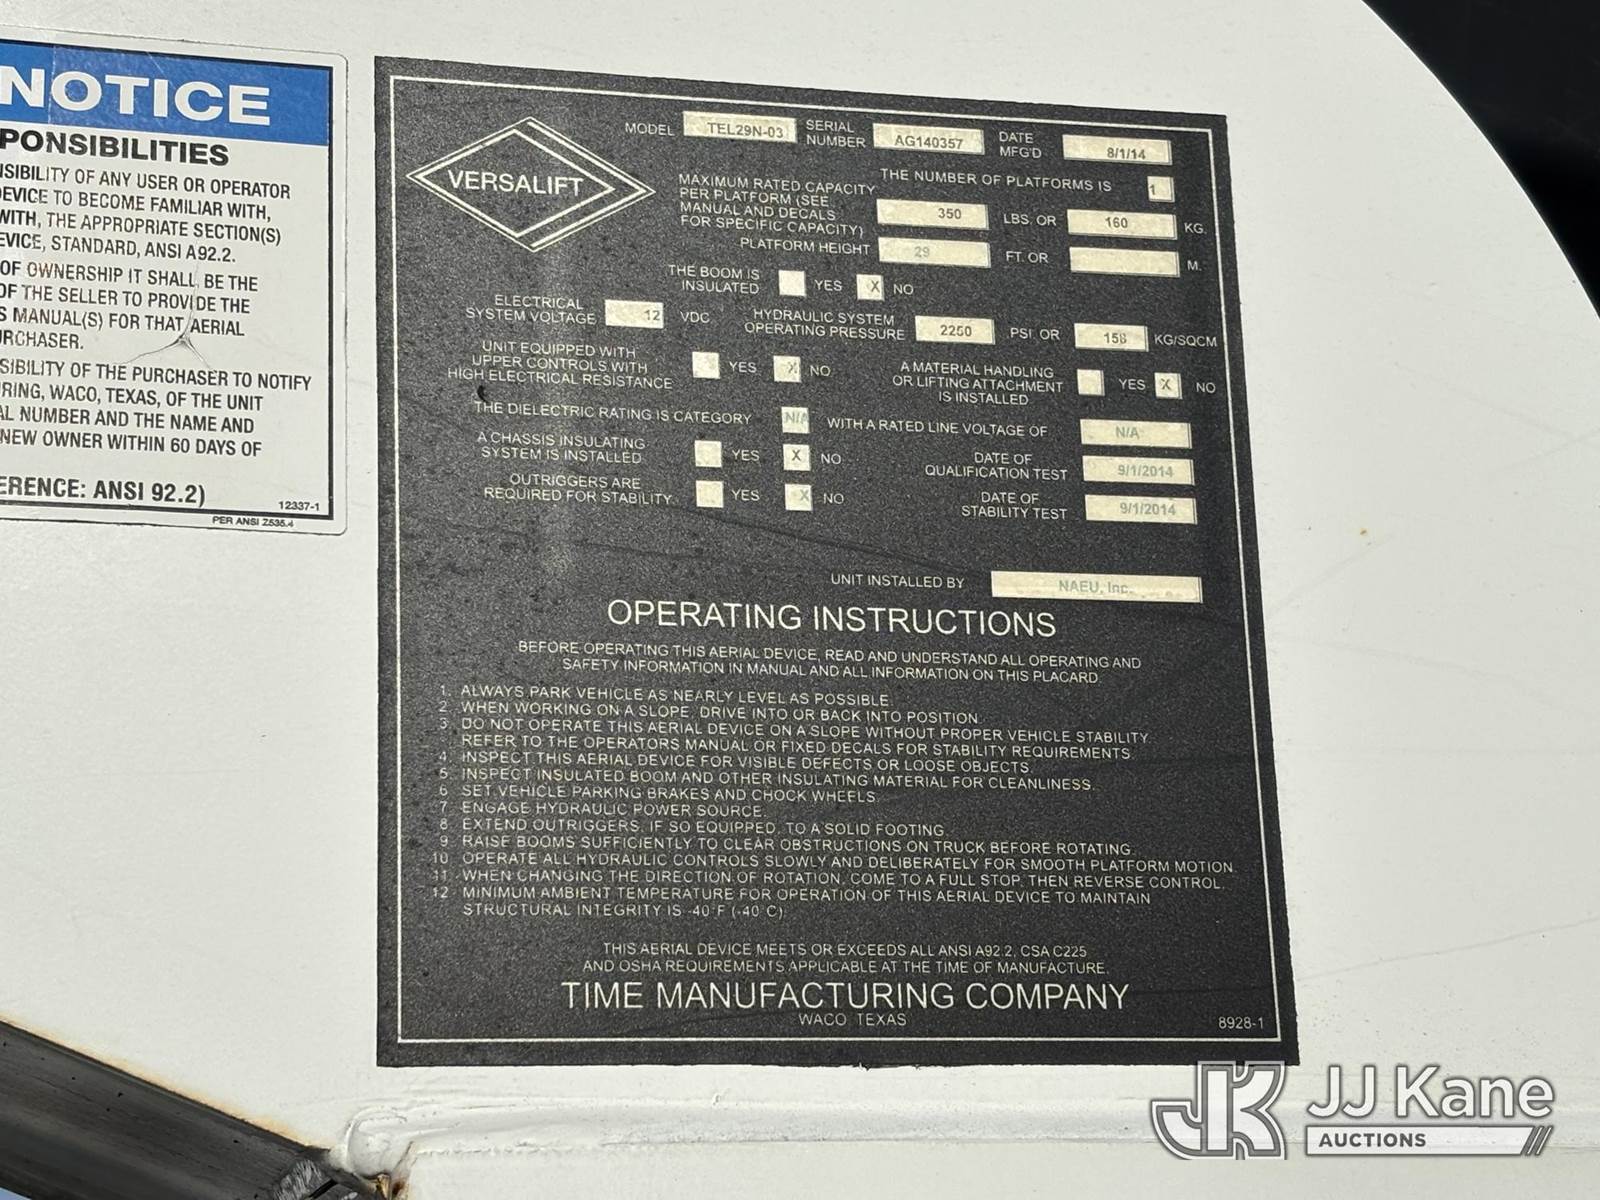 NOTICE
PONSIBILITIES
SIBILITY OF ANY USER OR OPERATOR
DEVICE TO BECOME FAMILIAR WITH,
WITH, THE APPROPRIATE SECTION(S)
EVICE, STANDARD, ANSI A92.2.
OF OWNERSHIP IT SHALL BE THE
OF THE SELLER TO PROVIDE THE
S MANUAL(S) FOR THAT AERIAL
URCHASER.
SIBILITY OF THE PURCHASER TO NOTIFY
RING, WACO, TEXAS, OF THE UNIT
AL NUMBER AND THE NAME AND
NEW OWNER WITHIN 60 DAYS OF
ERENCE: ANSI 92.2)
12337-1
PER ANSI Z535.4
VERSALIFT
MODEL TEL29N-03 SERIAL NUMBER AG140357 DATE MFG'D 8/1/14
THE NUMBER OF PLATFORMS IS 1
MAXIMUM RATED CAPACITY
PER PLATFORM (SEE
MANUAL AND DECALS
FOR SPECIFIC CAPACITY) 350 LBS. OR 160 KG.
PLATFORM HEIGHT 29 FT. OR M.
THE BOOM IS
INSULATED YES X NO
ELECTRICAL
SYSTEM VOLTAGE 12 VDC
HYDRAULIC SYSTEM
OPERATING PRESSURE 2250 PSI OR 158 KG/SQCM
UNIT EQUIPPED WITH
UPPER CONTROLS WITH
HIGH ELECTRICAL RESISTANCE YES X NO
A MATERIAL HANDLING
OR LIFTING ATTACHMENT
IS INSTALLED YES X NO
THE DIELECTRIC RATING IS CATEGORY N/A WITH A RATED LINE VOLTAGE OF N/A
A CHASSIS INSULATING
SYSTEM IS INSTALLED YES X NO
DATE OF
QUALIFICATION TEST 9/1/2014
OUTRIGGERS ARE
REQUIRED FOR STABILITY YES X NO
DATE OF
STABILITY TEST 9/1/2014
UNIT INSTALLED BY NAEU, Inc.
OPERATING INSTRUCTIONS
BEFORE OPERATING THIS AERIAL DEVICE, READ AND UNDERSTAND ALL OPERATING AND
SAFETY INFORMATION IN MANUAL AND ALL INFORMATION ON THIS PLACARD.
1. ALWAYS PARK VEHICLE AS NEARLY LEVEL AS POSSIBLE.
2. WHEN WORKING ON A SLOPE, DRIVE INTO OR BACK INTO POSITION.
3. DO NOT OPERATE THIS AERIAL DEVICE ON A SLOPE WITHOUT PROPER VEHICLE STABILITY.
REFER TO THE OPERATORS MANUAL OR FIXED DECALS FOR STABILITY REQUIREMENTS.
4. INSPECT THIS AERIAL DEVICE FOR VISIBLE DEFECTS OR LOOSE OBJECTS.
5. INSPECT INSULATED BOOM AND OTHER INSULATING MATERIAL FOR CLEANLINESS.
6 SET VEHICLE PARKING BRAKES AND CHOCK WHEELS.
7 ENGAGE HYDRAULIC POWER SOURCE.
8 EXTEND OUTRIGGERS, IF SO EQUIPPED, TO A SOLID FOOTING.
9 RAISE BOOMS SUFFICIENTLY TO CLEAR OBSTRUCTIONS ON TRUCK BEFORE ROTATING.
10 OPERATE ALL HYDRAULIC CONTROLS SLOWLY AND DELIBERATELY FOR SMOOTH PLATFORM MOTION.
11 WHEN CHANGING THE DIRECTION OF ROTATION, COME TO A FULL STOP, THEN REVERSE CONTROL.
12 MINIMUM AMBIENT TEMPERATURE FOR OPERATION OF THIS AERIAL DEVICE TO MAINTAIN
STRUCTURAL INTEGRITY IS -40°F (-40°C).
THIS AERIAL DEVICE MEETS OR EXCEEDS ALL ANSI A92.2, CSA C225
AND OSHA REQUIREMENTS APPLICABLE AT THE TIME OF MANUFACTURE.
TIME MANUFACTURING COMPANY
WACO TEXAS
8928-1
JK JJ Kane
AUCTIONS